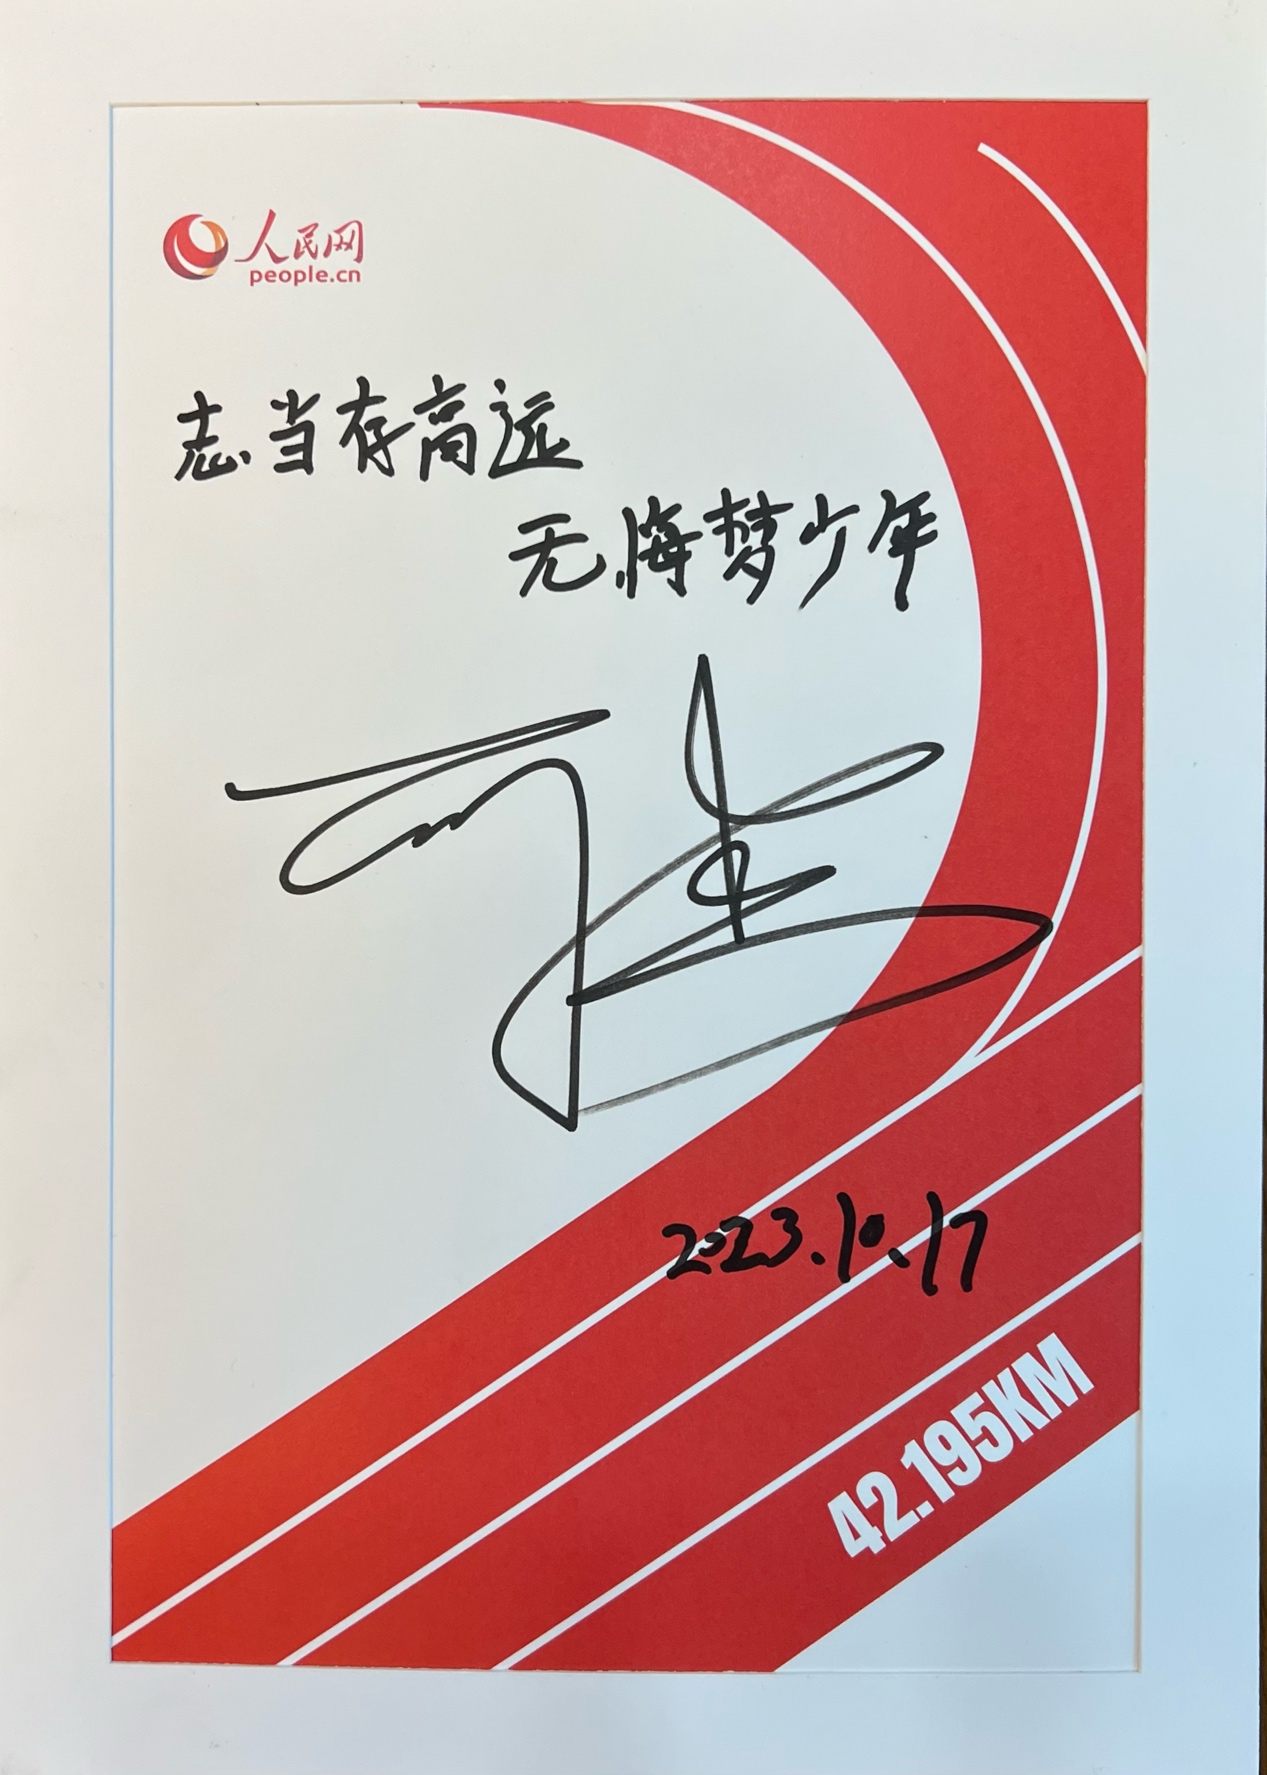 人民网
people.cn
志当存高远
无悔梦少年
2023.10.17
42.195KM